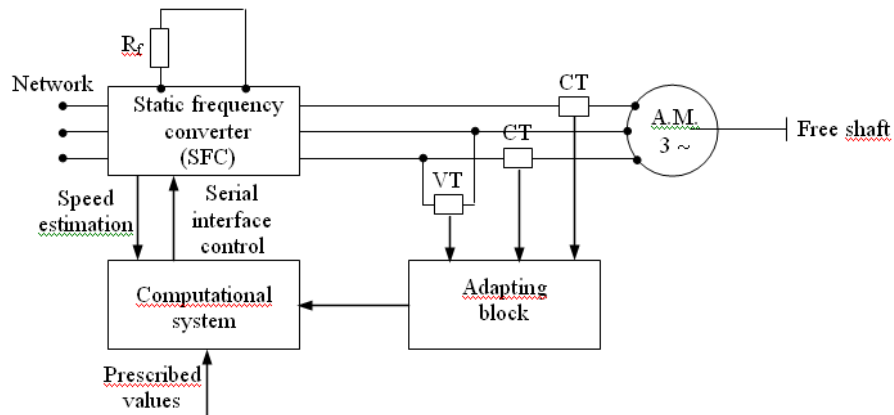 Rf
Network
Static frequency
converter
(SFC)
CT
CT
VT
A.M.
3 ~
Free shaft
Speed
estimation
Serial
interface
control
Computational
system
Adapting
block
Prescribed
values